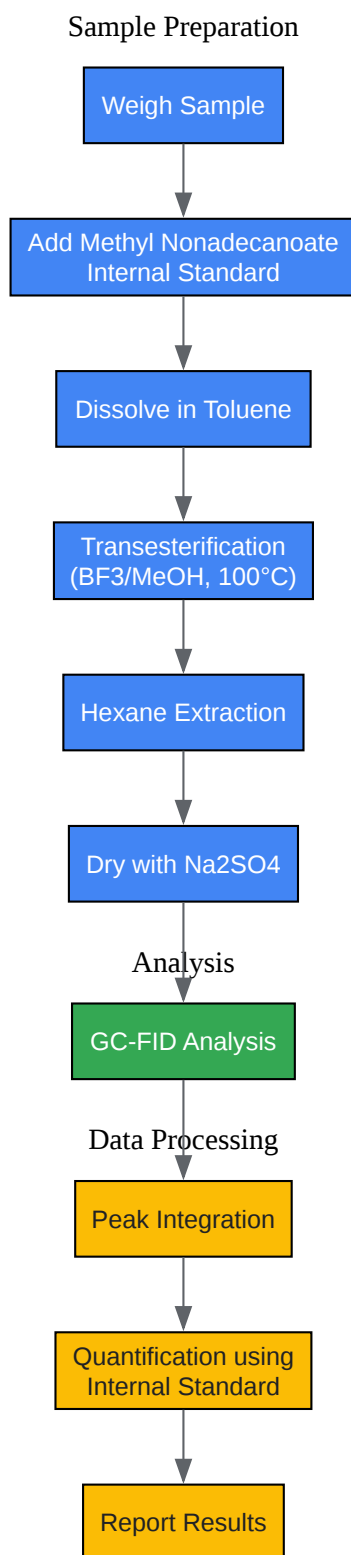 Sample Preparation
Weigh Sample
Add Methyl Nonadecanoate
Internal Standard
Dissolve in Toluene
Transesterification
(BF3/MeOH, 100°C)
Hexane Extraction
Dry with Na2SO4
Analysis
GC-FID Analysis
Data Processing
Peak Integration
Quantification using
Internal Standard
Report Results